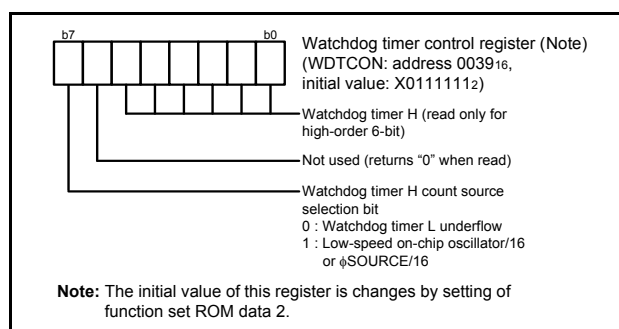 b7 b0
Watchdog timer control register (Note)
(WDTCON: address 003916,
initial value: X01111112)
Watchdog timer H (read only for
high-order 6-bit)
Not used (returns “0” when read)
Watchdog timer H count source
selection bit
0 : Watchdog timer L underflow
1 : Low-speed on-chip oscillator/16
or ϕSOURCE/16
Note: The initial value of this register is changes by setting of
function set ROM data 2.